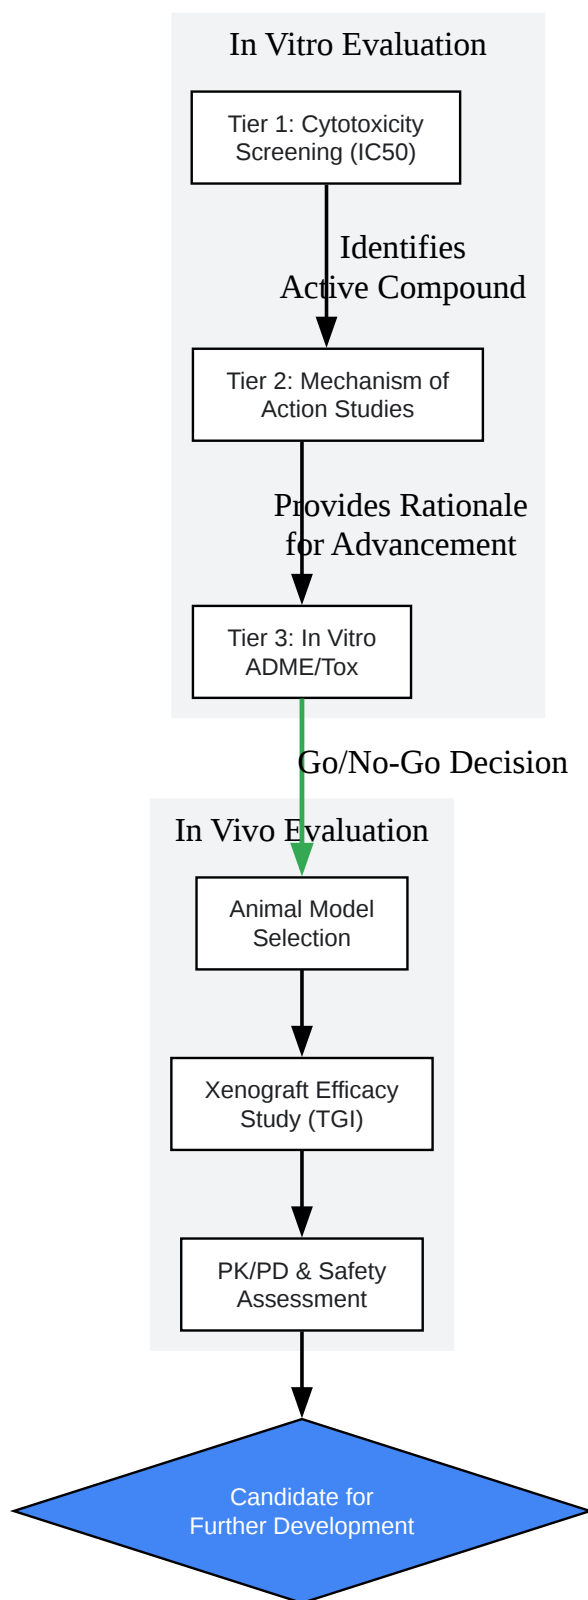 In Vitro Evaluation
Tier 1: Cytotoxicity
Screening (IC50)
Identifies
Active Compound
Tier 2: Mechanism of
Action Studies
Provides Rationale
for Advancement
Tier 3: In Vitro
ADME/Tox
Go/No-Go Decision
In Vivo Evaluation
Animal Model
Selection
Xenograft Efficacy
Study (TGI)
PK/PD & Safety
Assessment
Candidate for
Further Development